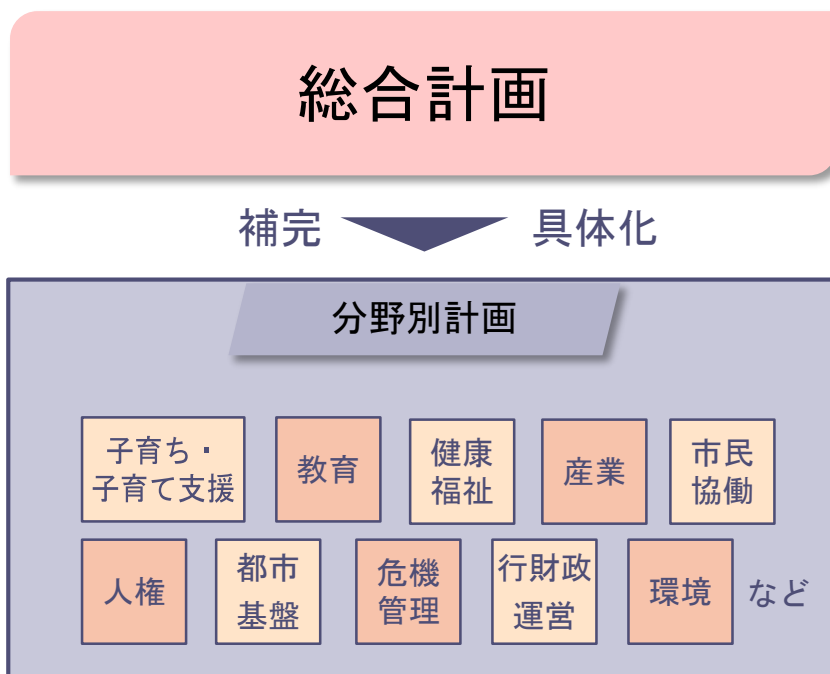 総合計画
補完 具体化
分野別計画
子育ち・
子育て支援
教育
健康
福祉
産業
市民
協働
人権
都市
基盤
危機
管理
行財政
運営
環境
など